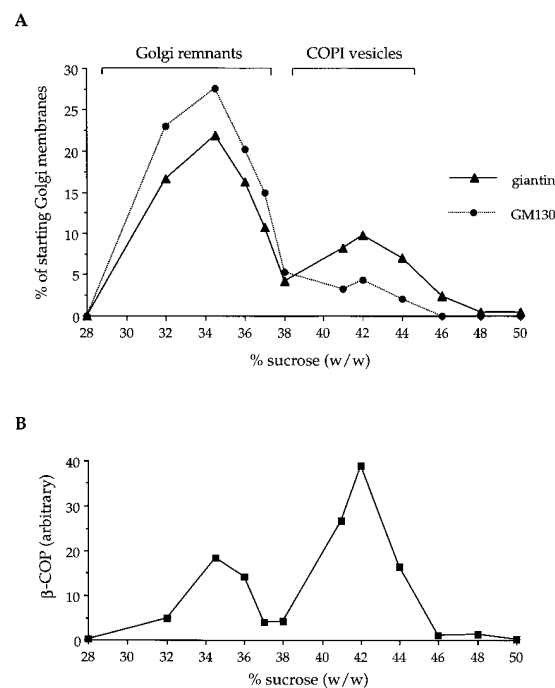 A
Golgi remnants COPI vesicles
30
25
20
15
10
5
0
% of starting Golgi membranes
giantin
GM130
28 30 32 34 36 38 40 42 44 46 48 50
% sucrose (w/w)
B
40
30
20
10
0
β-COP (arbitrary)
28 30 32 34 36 38 40 42 44 46 48 50
% sucrose (w/w)